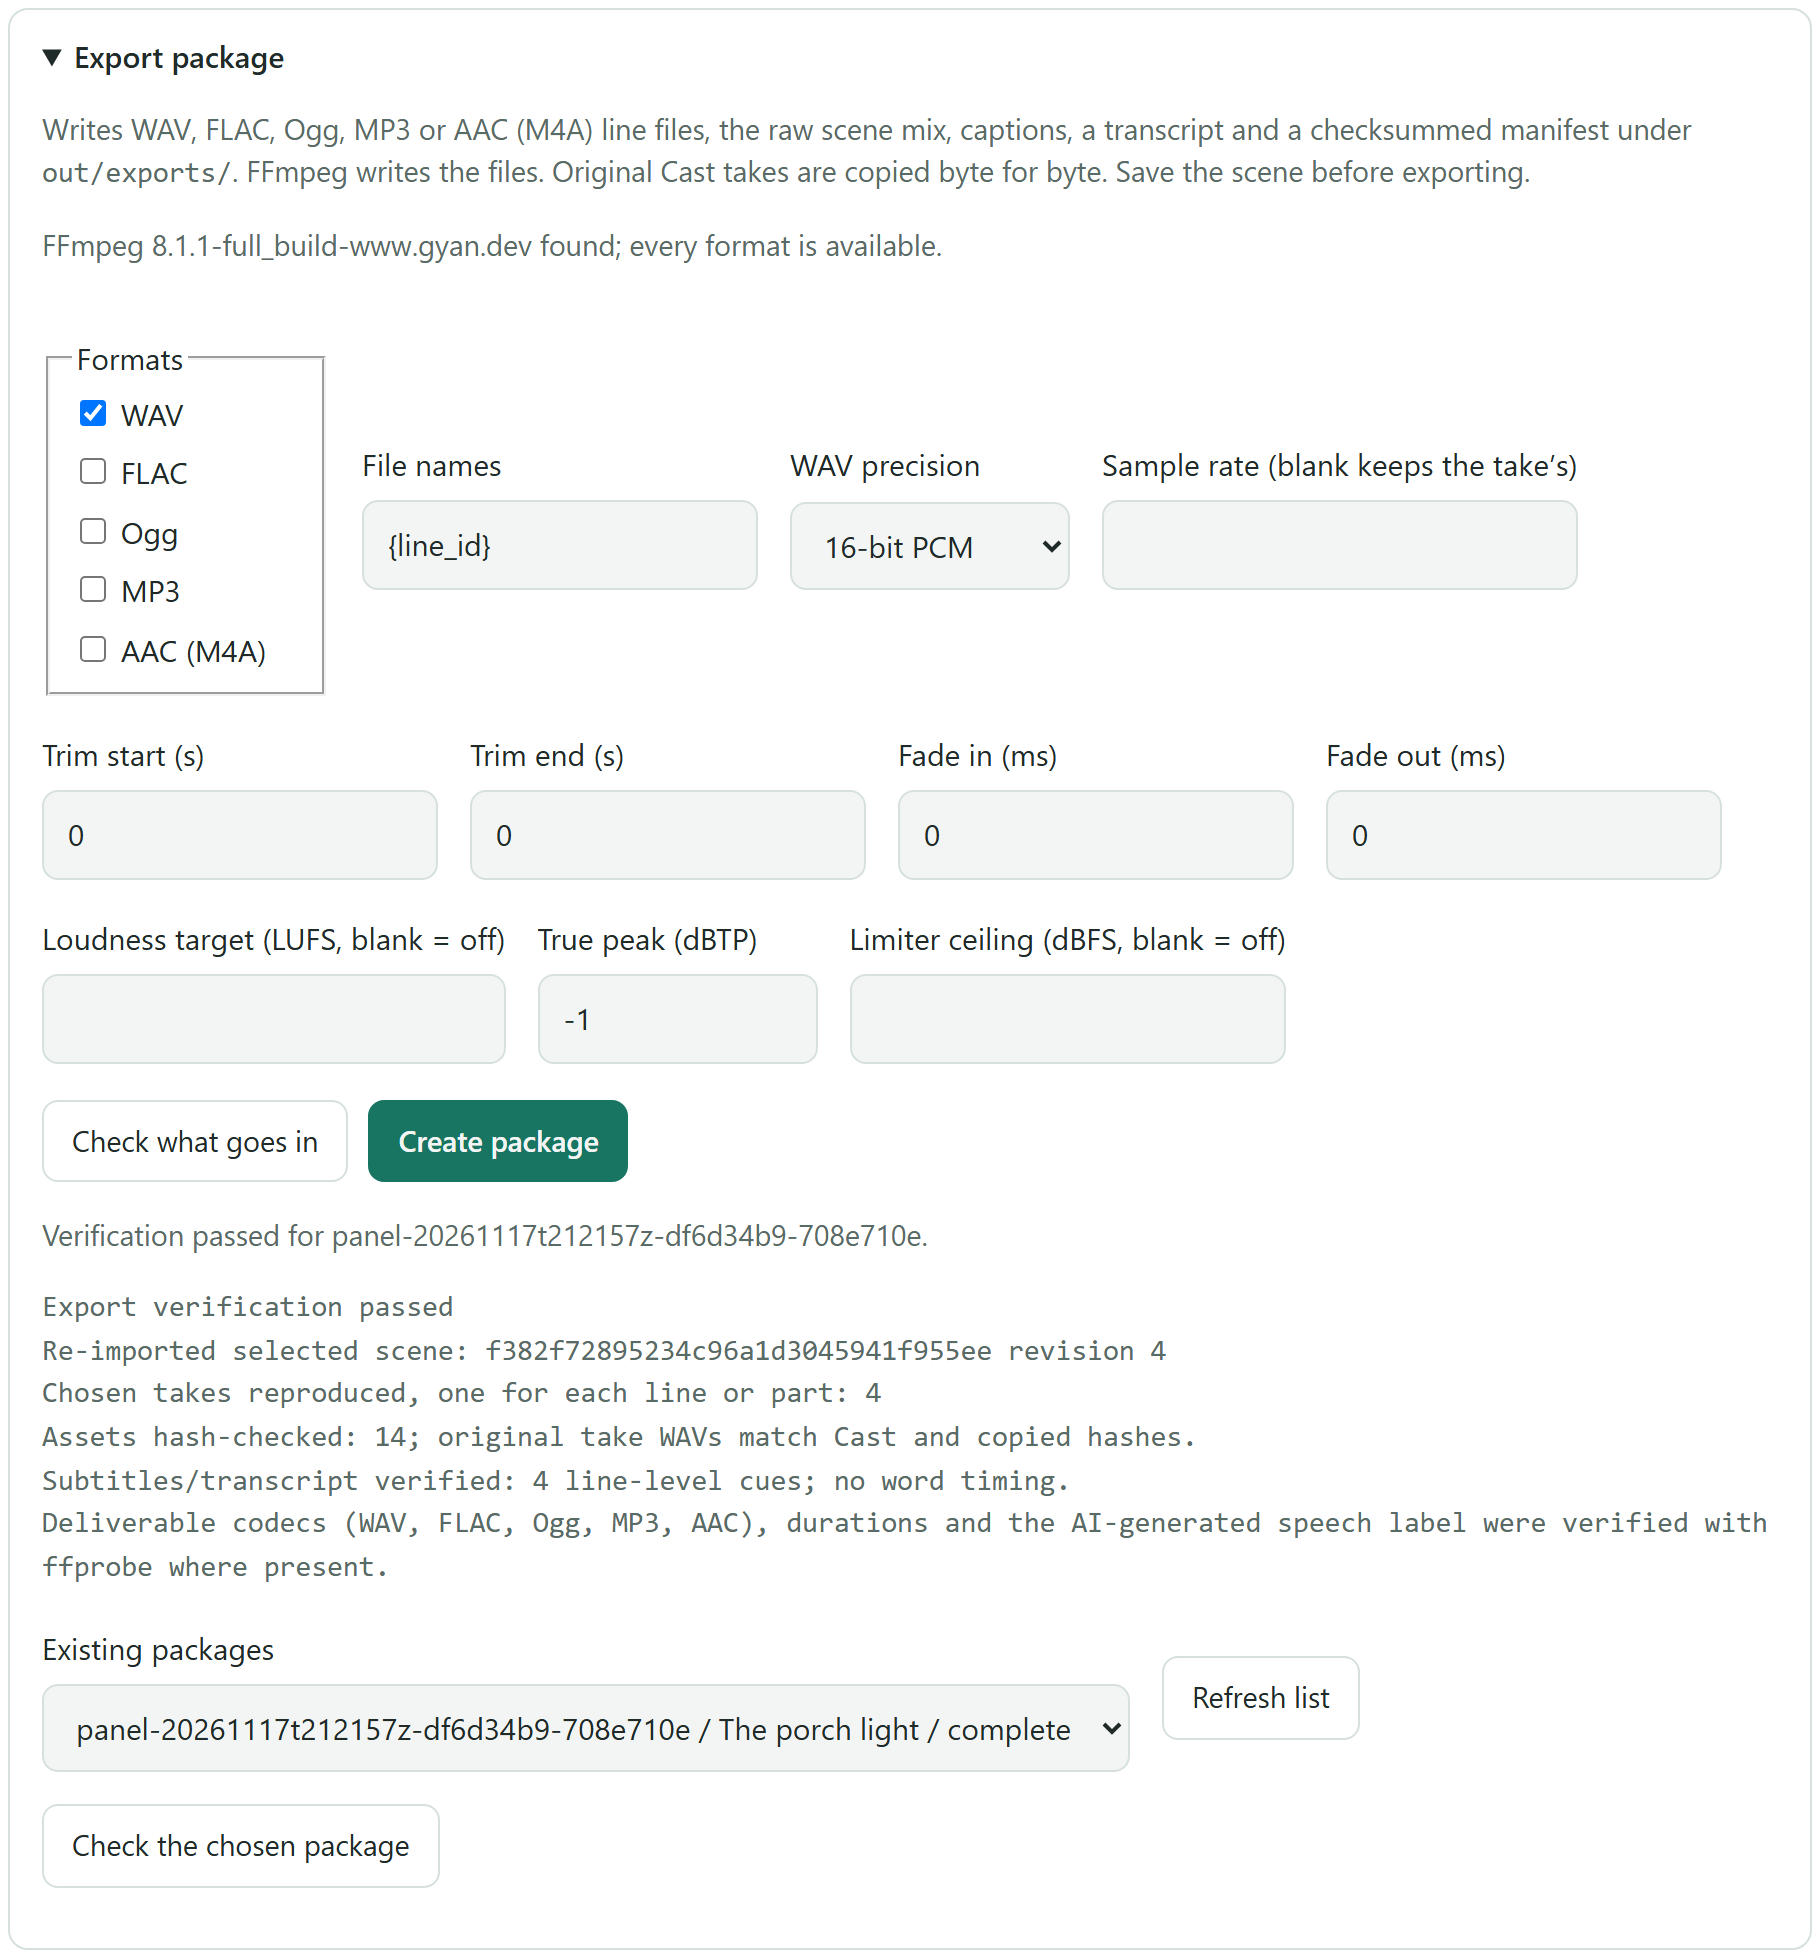 Export package
Writes WAV, FLAC, Ogg, MP3 or AAC (M4A) line files, the raw scene mix, captions, a transcript and a checksummed manifest under
out/exports/. FFmpeg writes the files. Original Cast takes are copied byte for byte. Save the scene before exporting.
FFmpeg 8.1.1-full_build-www.gyan.dev found; every format is available.
Formats
WAV
FLAC
Ogg
MP3
AAC (M4A)
File names
{line_id}
WAV precision
16-bit PCM
Sample rate (blank keeps the take’s)
Trim start (s)
0
Trim end (s)
0
Fade in (ms)
0
Fade out (ms)
0
Loudness target (LUFS, blank = off)
True peak (dBTP)
-1
Limiter ceiling (dBFS, blank = off)
Check what goes in
Create package
Verification passed for panel-20261117t212157z-df6d34b9-708e710e.
Export verification passed
Re-imported selected scene: f382f72895234c96a1d3045941f955ee revision 4
Chosen takes reproduced, one for each line or part: 4
Assets hash-checked: 14; original take WAVs match Cast and copied hashes.
Subtitles/transcript verified: 4 line-level cues; no word timing.
Deliverable codecs (WAV, FLAC, Ogg, MP3, AAC), durations and the AI-generated speech label were verified with
ffprobe where present.
Existing packages
panel-20261117t212157z-df6d34b9-708e710e / The porch light / complete
Refresh list
Check the chosen package